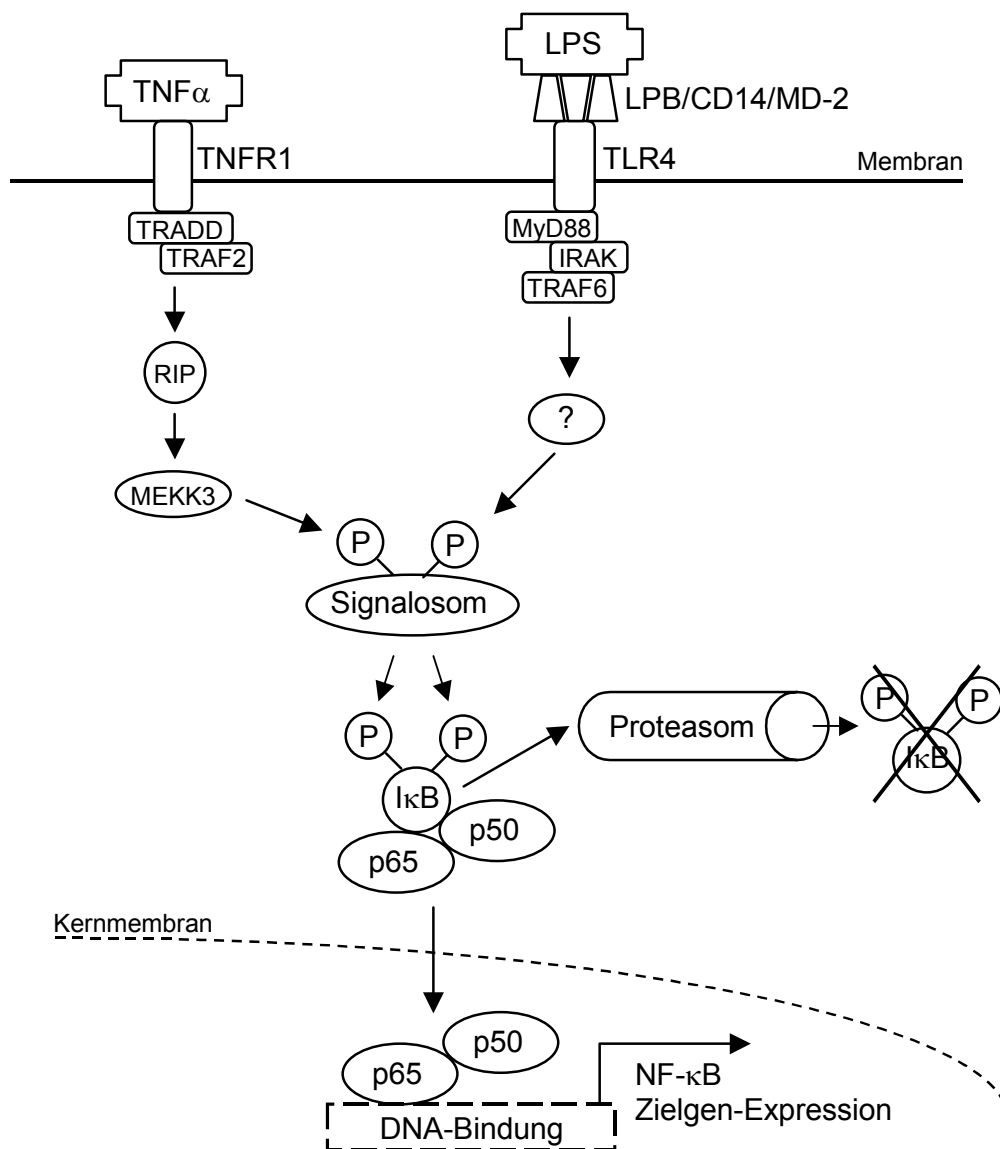 LPS
TNFα
LPB/CD14/MD-2
TNFR1
TLR4
Membran
TRADD
TRAF2
MyD88
IRAK
TRAF6
RIP
?
MEKK3
P
P
Signalosom
P
P
Proteasom
P
P
IκB
IκB
p50
p65
Kernmembran
p50
p65
NF-κB
Zielgen-Expression
DNA-Bindung